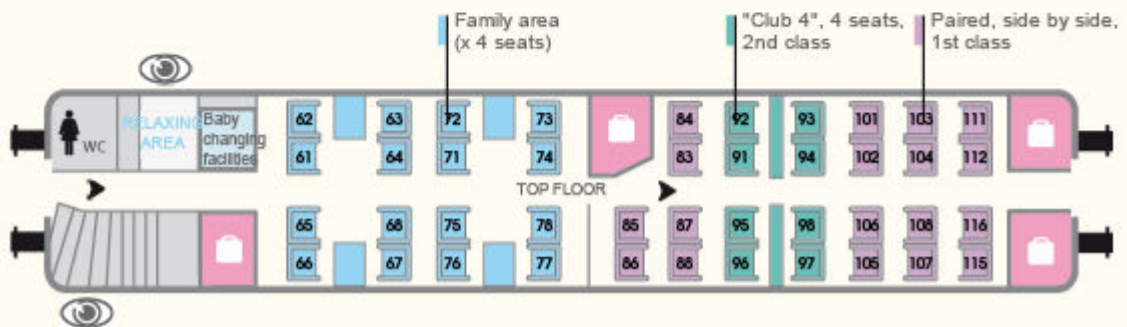 Family area
(x 4 seats)
"Club 4", 4 seats,
2nd class
Paired, side by side,
1st class
WC
RELAXING
AREA
Baby
changing
facilities
62 63 72 73 84 92 93 101 103 111
61 64 71 74 83 91 94 102 104 112
TOP FLOOR
65 68 75 78 85 87 95 98 106 108 116
66 67 76 77 86 88 96 97 105 107 115